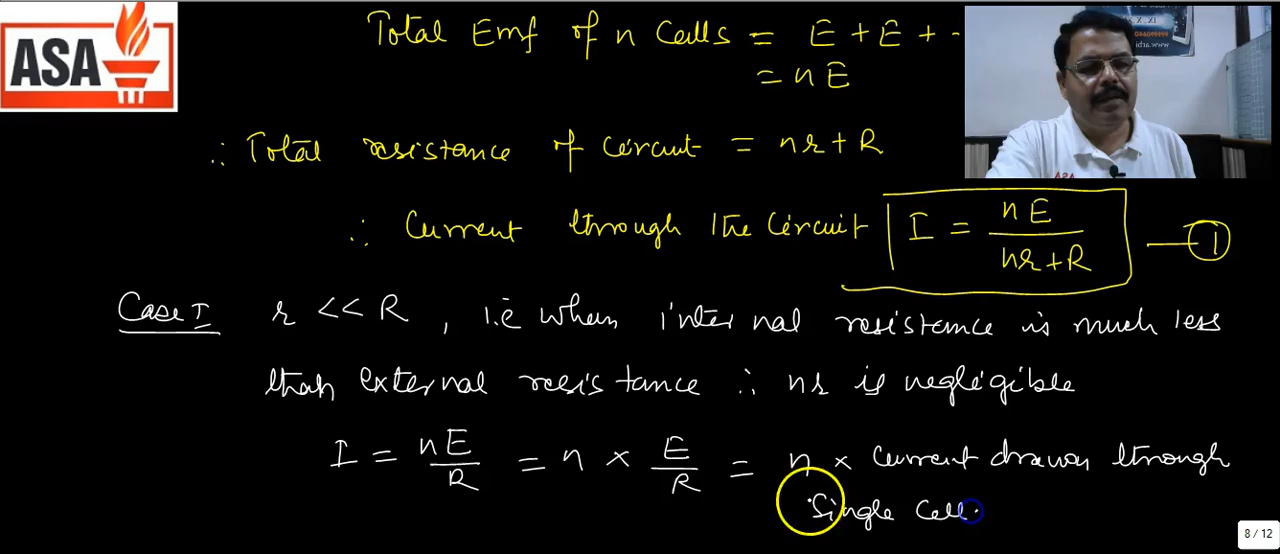 ASA
Total Emf of n Cells = E + E + -
= n E
∴ Total resistance of circuit = nr + R
∴ Current through the circuit I = nE / (nr + R) — ①
Case I r << R , i.e when internal resistance is much less
than external resistance ∴ nr is negligible
I = nE / R = n × E / R = n × Current drawn through
Single Cell.
8 / 12